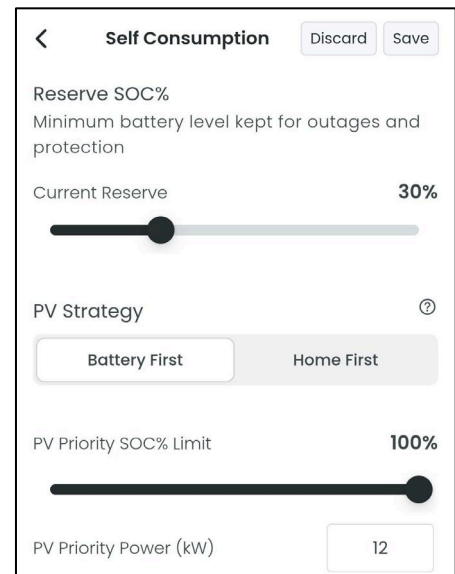 Self Consumption Discard Save
Reserve SOC%
Minimum battery level kept for outages and
protection
Current Reserve 30%
PV Strategy ?
Battery First Home First
PV Priority SOC% Limit 100%
PV Priority Power (kW) 12